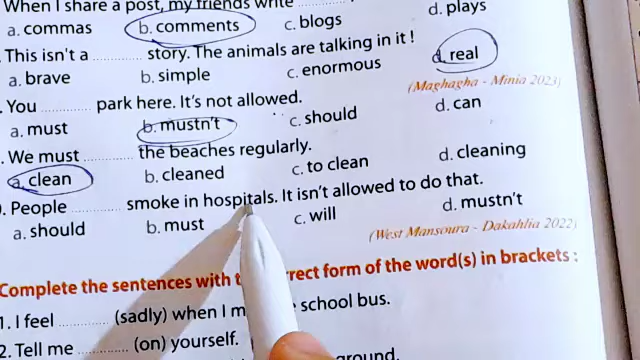 When I share a post, my friends write ............
a. commas b. comments c. blogs d. plays
. This isn't a ............ story. The animals are talking in it !
a. brave b. simple c. enormous d. real
. You ............ park here. It's not allowed. (Maghagha - Minia 2023)
a. must b. mustn't c. should d. can
. We must ............ the beaches regularly.
a. clean b. cleaned c. to clean d. cleaning
. People ............ smoke in hospitals. It isn't allowed to do that.
a. should b. must c. will d. mustn't
(West Mansoura - Dakahlia 2022)
Complete the sentences with form of the word(s) in brackets :
1. I feel ............ (sadly) when I school bus.
2. Tell me ............ (on) yourself.
ground.